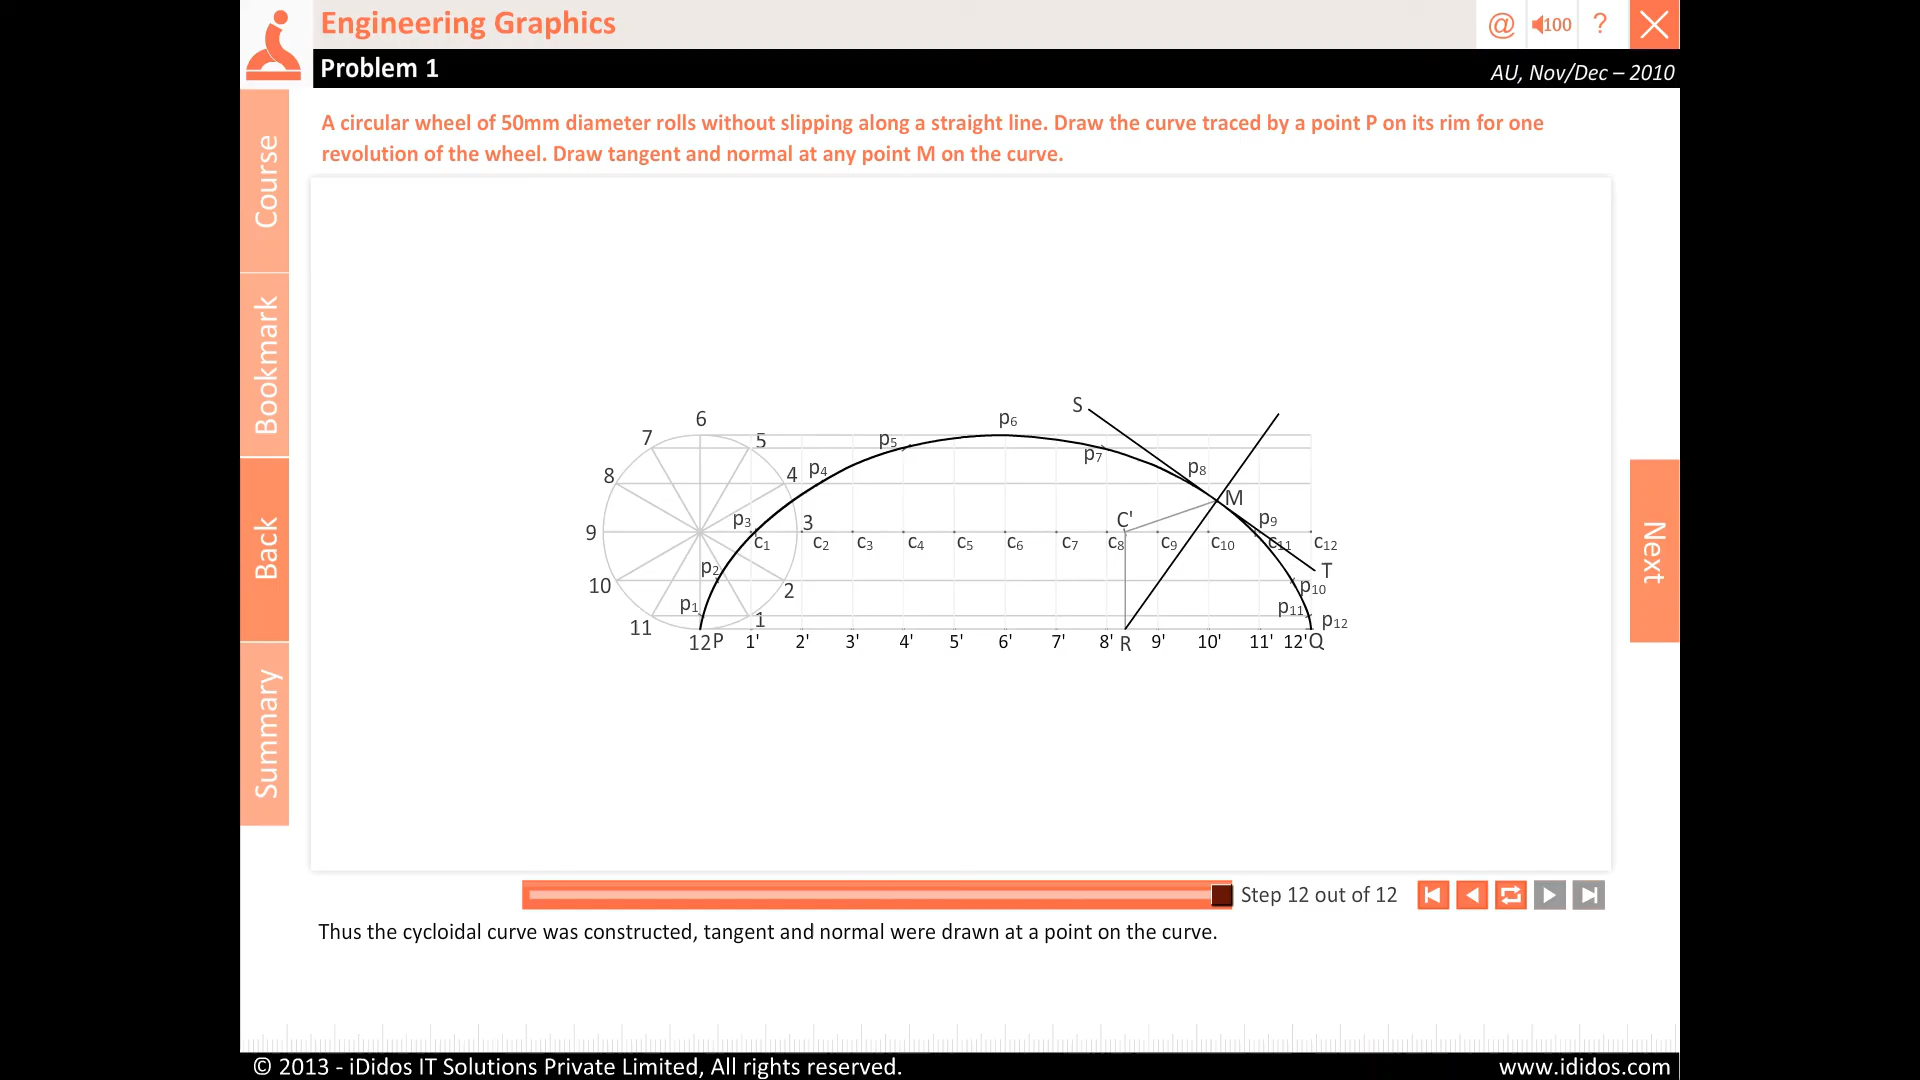 Engineering Graphics
@
100
?
Problem 1
AU, Nov/Dec – 2010
Course
Bookmark
Back
Summary
Next
A circular wheel of 50mm diameter rolls without slipping along a straight line. Draw the curve traced by a point P on its rim for one
revolution of the wheel. Draw tangent and normal at any point M on the curve.
S
6 p6
7 5 p5 p7
8 4 p4 p8
M
9 p3 3 C' p9
c1 c2 c3 c4 c5 c6 c7 c8 c9 c10 c11 c12
p2 T
10 2 p10
p1 p11
11 1 p12
12 P 1' 2' 3' 4' 5' 6' 7' 8' R 9' 10' 11' 12' Q
Step 12 out of 12
Thus the cycloidal curve was constructed, tangent and normal were drawn at a point on the curve.
© 2013 - iDidos IT Solutions Private Limited, All rights reserved.
www.ididos.com